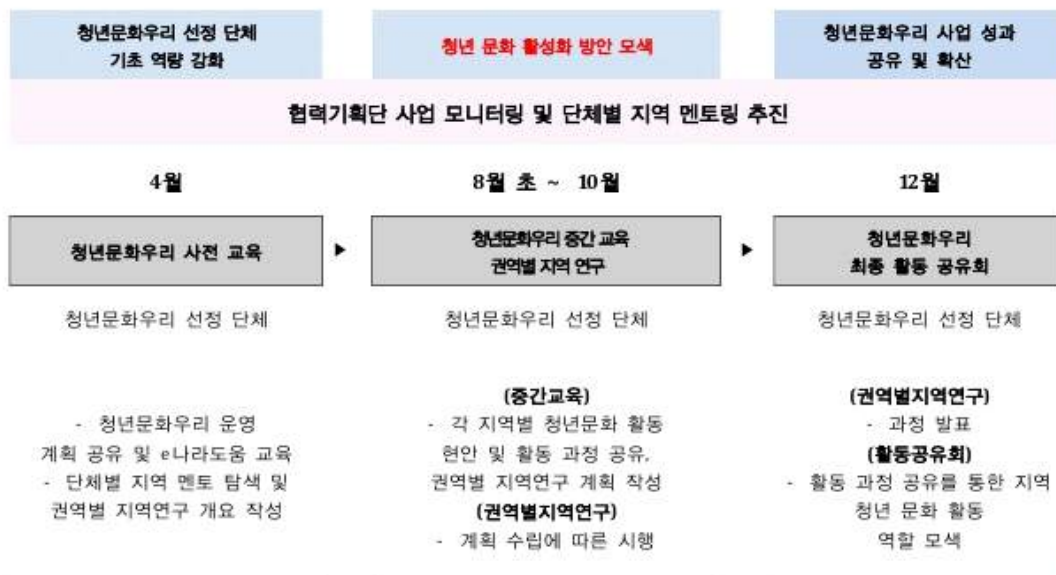 청년문화우리 선정 단체
기초 역량 강화
청년 문화 활성화 방안 모색
청년문화우리 사업 성과
공유 및 확산
협력기획단 사업 모니터링 및 단체별 지역 멘토링 추진
4월
8월 초 ~ 10월
12월
청년문화우리 사전 교육
▶
청년문화우리 중간 교육
권역별 지역 연구
▶
청년문화우리
최종 활동 공유회
청년문화우리 선정 단체
청년문화우리 선정 단체
청년문화우리 선정 단체
- 청년문화우리 운영
계획 공유 및 e나라도움 교육
- 단체별 지역 멘토 탐색 및
권역별 지역연구 개요 작성
(중간교육)
- 각 지역별 청년문화 활동
현안 및 활동 과정 공유,
권역별 지역연구 계획 작성
(권역별지역연구)
- 계획 수립에 따른 시행
(권역별지역연구)
- 과정 발표
(활동공유회)
- 활동 과정 공유를 통한 지역
청년 문화 활동
역할 모색